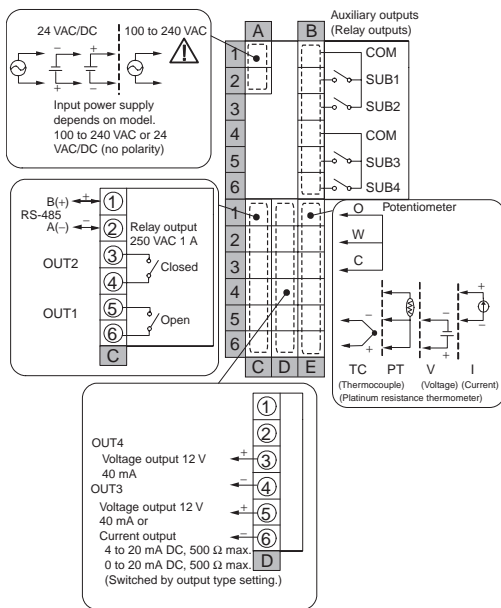 Auxiliary outputs
(Relay outputs)
24 VAC/DC
100 to 240 VAC
Input power supply
depends on model.
100 to 240 VAC or 24
VAC/DC (no polarity)
A
B
1
2
3
4
5
6
COM
SUB1
SUB2
COM
SUB3
SUB4
1
2
3
4
5
6
C
D
E
B(+)
RS-485
A(−)
+
−
1
2
3
4
5
6
C
Relay output
250 VAC 1 A
OUT2
Closed
OUT1
Open
Potentiometer
O
W
C
−
+
−
+
+
−
TC
PT
V
I
(Thermocouple)
(Voltage)
(Current)
(Platinum resistance thermometer)
1
2
3
4
5
6
D
OUT4
Voltage output 12 V
40 mA
+
−
OUT3
Voltage output 12 V
40 mA or
Current output
4 to 20 mA DC, 500 Ω max.
0 to 20 mA DC, 500 Ω max.
(Switched by output type setting.)
+
−